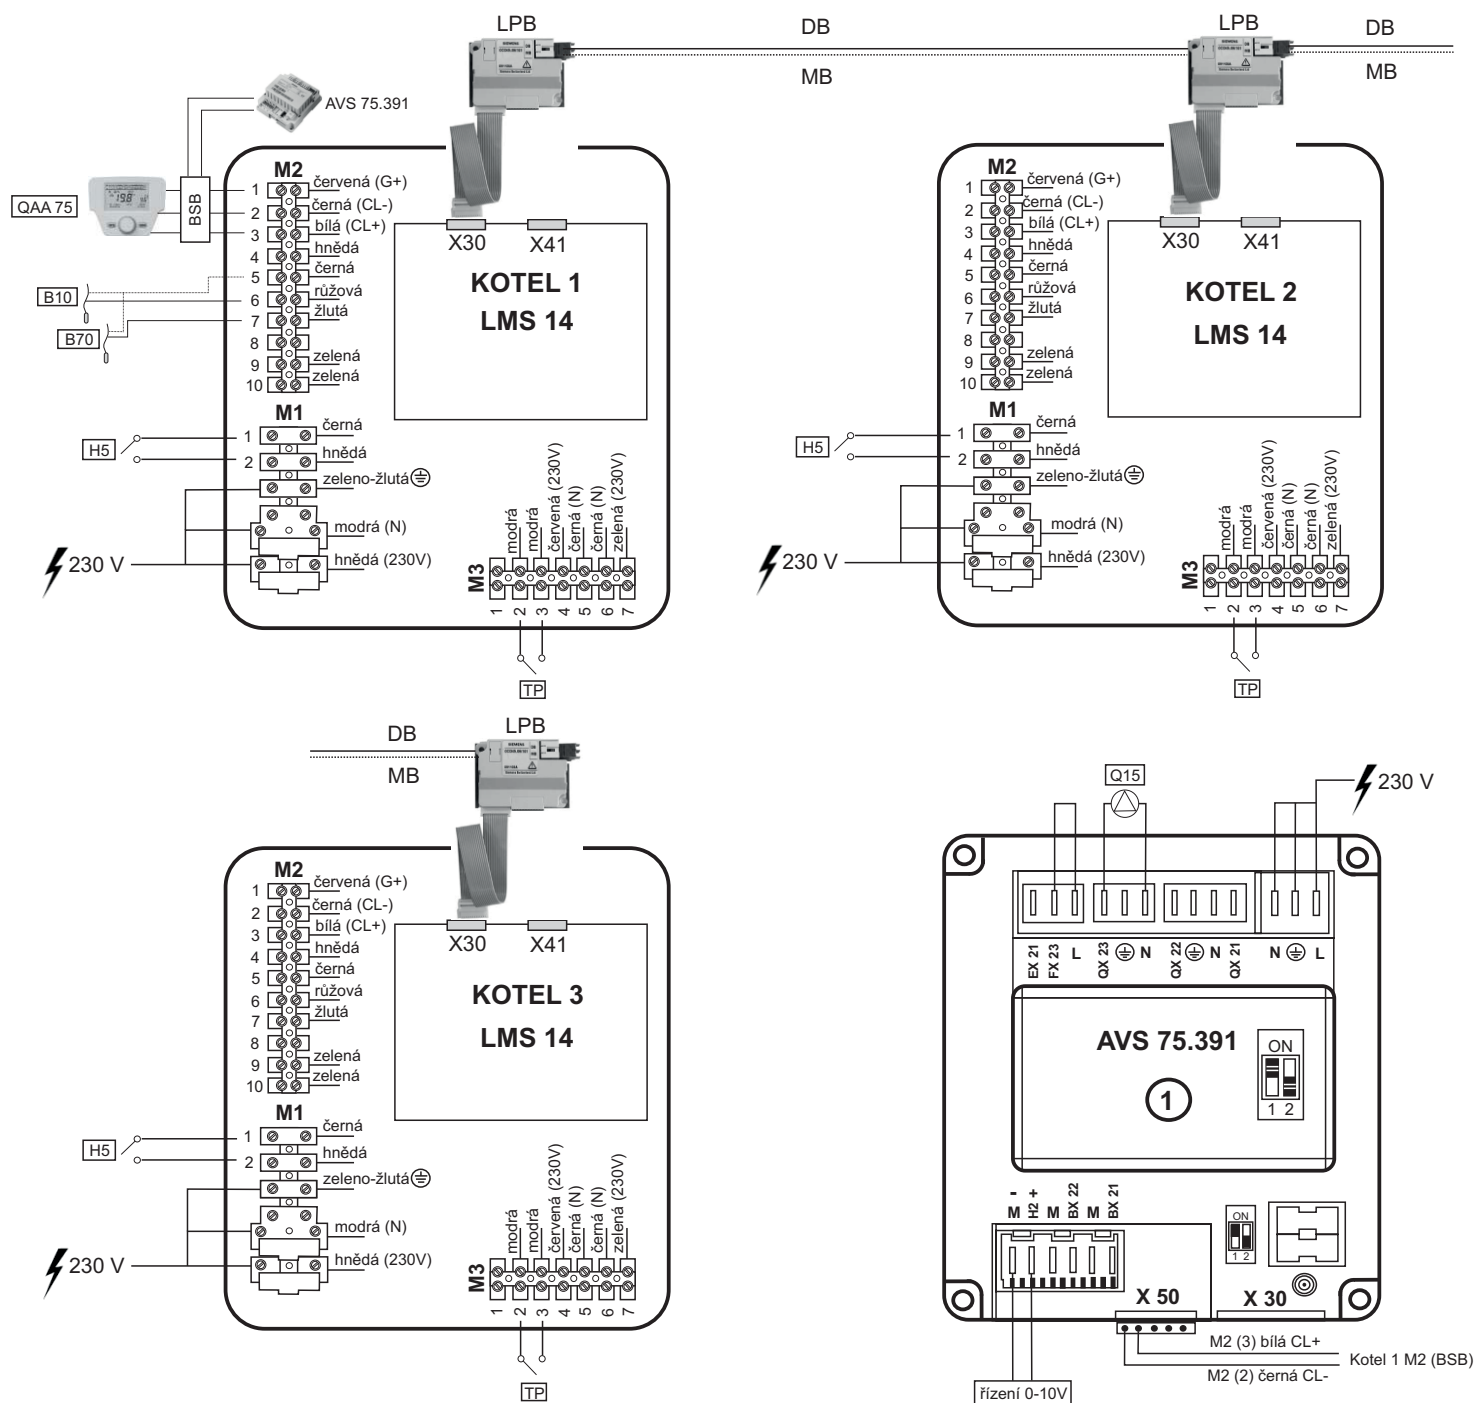 LPB
DB
MB
LPB
DB
MB
AVS 75.391
QAA 75
BSB
B10
B70
M2
1 červená (G+)
2 černá (CL-)
3 bílá (CL+)
4 hnědá
5 černá
6 růžová
7 žlutá
8
9 zelená
10 zelená
X30
X41
KOTEL 1
LMS 14
M1
H5
1 černá
2 hnědá
zeleno-žlutá
modrá (N)
230 V
hnědá (230V)
M3
modrá
modrá
červená (230V)
černá (N)
černá (N)
zelená (230V)
1 2 3 4 5 6 7
TP
M2
1 červená (G+)
2 černá (CL-)
3 bílá (CL+)
4 hnědá
5 černá
6 růžová
7 žlutá
8
9 zelená
10 zelená
X30
X41
KOTEL 2
LMS 14
M1
H5
1 černá
2 hnědá
zeleno-žlutá
modrá (N)
230 V
hnědá (230V)
M3
modrá
modrá
červená (230V)
černá (N)
černá (N)
zelená (230V)
1 2 3 4 5 6 7
TP
DB
MB
LPB
M2
1 červená (G+)
2 černá (CL-)
3 bílá (CL+)
4 hnědá
5 černá
6 růžová
7 žlutá
8
9 zelená
10 zelená
X30
X41
KOTEL 3
LMS 14
M1
H5
1 černá
2 hnědá
zeleno-žlutá
modrá (N)
230 V
hnědá (230V)
M3
modrá
modrá
červená (230V)
černá (N)
černá (N)
zelená (230V)
1 2 3 4 5 6 7
TP
Q15
230 V
EX 21
FX 23
L
QX 23
N
QX 22
N
QX 21
N
L
AVS 75.391
1
ON
1 2
- +
M H2 M BX 22 M BX 21
ON
1 2
X 50
X 30
M2 (3) bílá CL+
Kotel 1 M2 (BSB)
M2 (2) černá CL-
řízení 0-10V